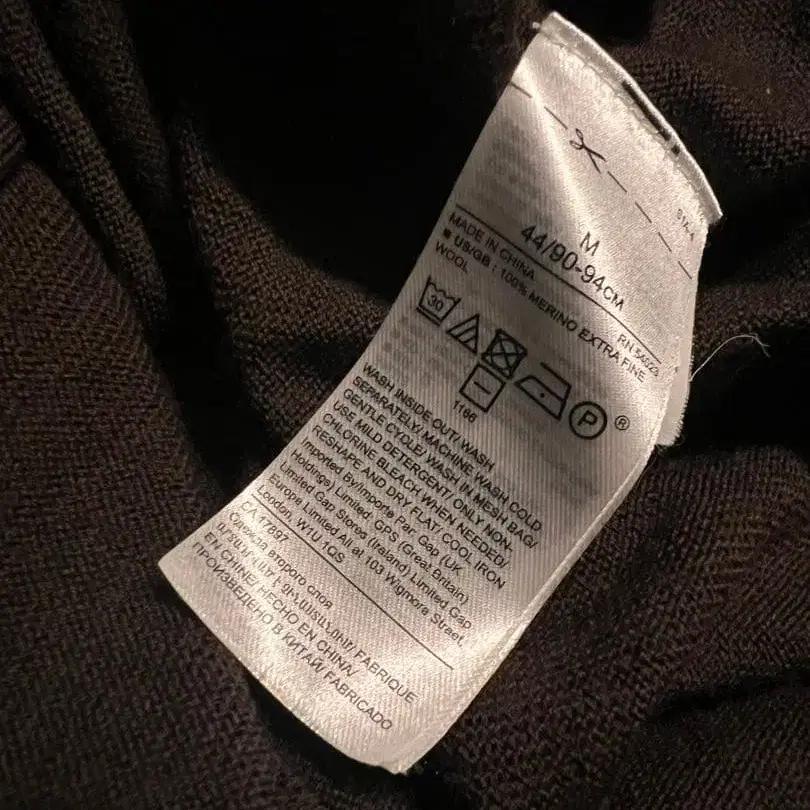 M
44/90-94CM
MADE IN CHINA
RN 54023
■ US/GB : 100% MERINO EXTRA FINE
WOOL
30
P
®
1166
WASH INSIDE OUT/ WASH
SEPARATELY/ MACHINE WASH COLD
GENTLE CYCLE/ WASH IN MESH BAG/
USE MILD DETERGENT/ ONLY NON-
CHLORINE BLEACH WHEN NEEDED/
RESHAPE AND DRY FLAT/ COOL IRON
Imported By/Importe Par: Gap (UK
Holdings) Limited/ GPS (Great Britain)
Limited/ Gap Stores (Ireland) Limited/ Gap
Europe Limited All at 103 Wigmore Street,
London, W1U 1QS
CA 17897
Одежда второго слоя
FABRIQUE
EN CHINE/ HECHO EN CHINA/
ПРОИЗВЕДЕНО В КИТАЙ/ FABRICADO